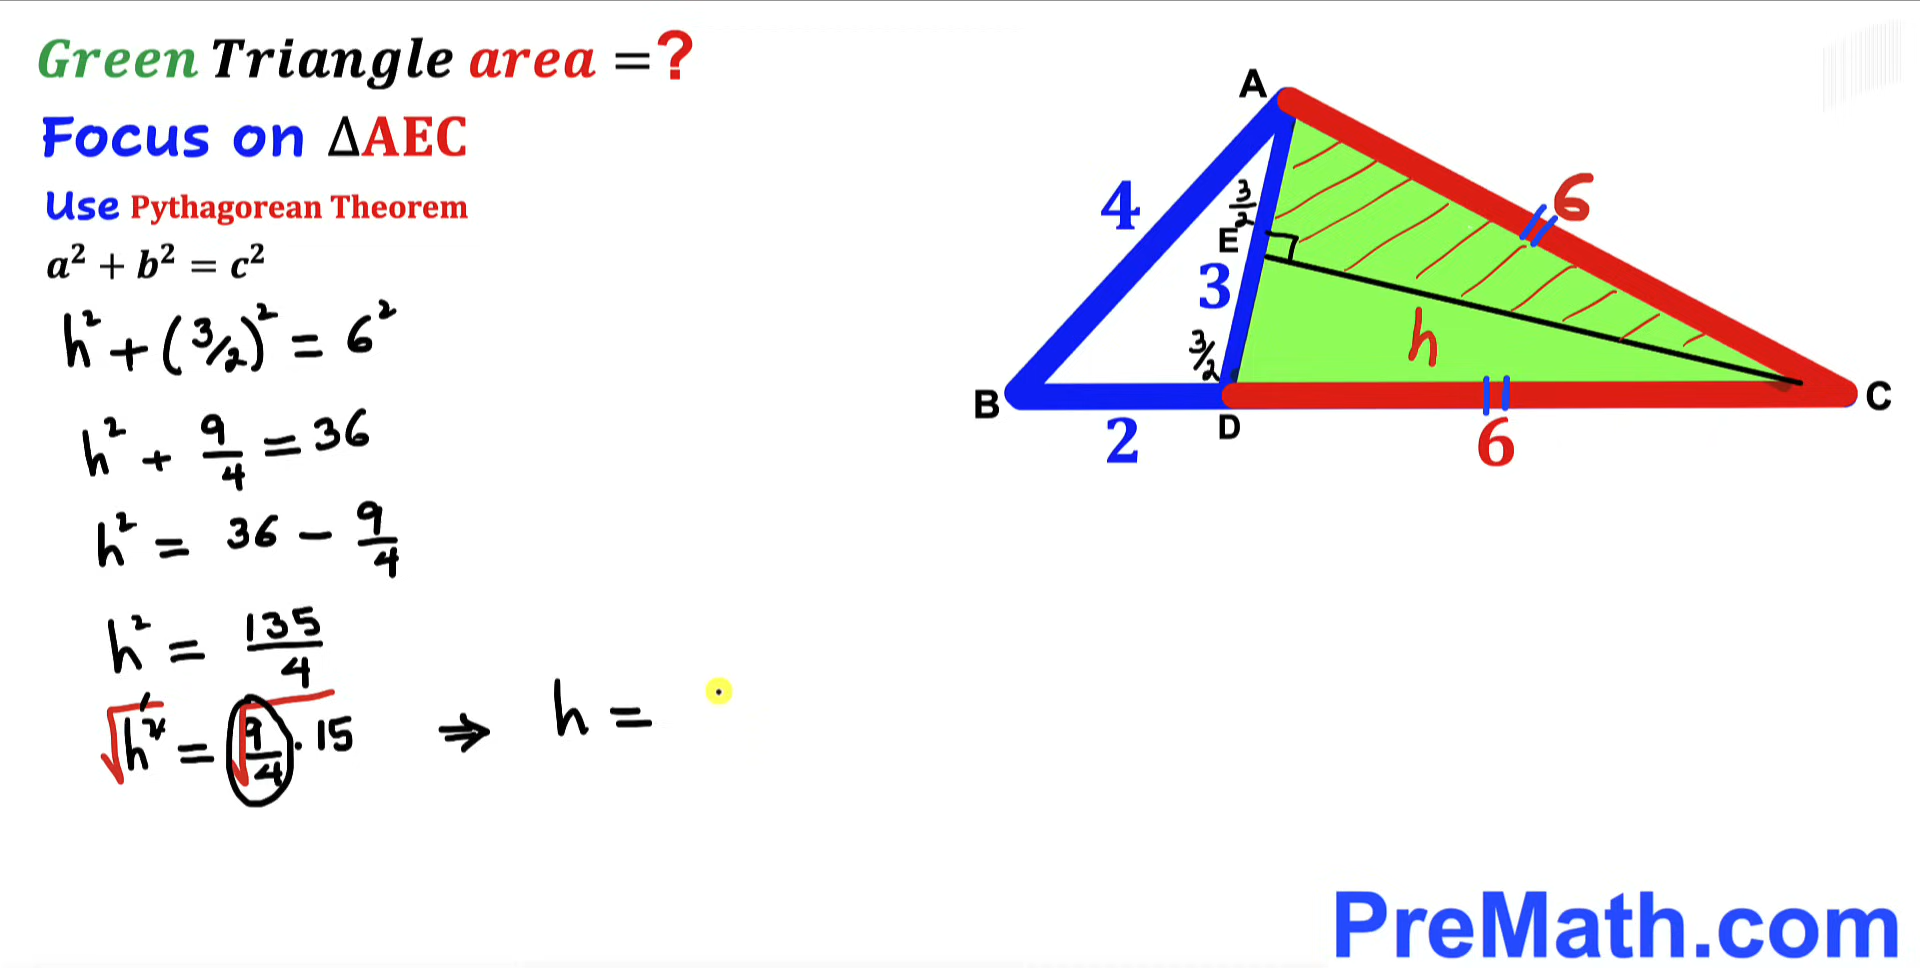 Green Triangle area =?
Focus on ΔAEC
Use Pythagorean Theorem
a² + b² = c²
h² + (3/2)² = 6²
h² + 9/4 = 36
h² = 36 − 9/4
h² = 135/4
√h² = √9/4 · 15 ⇒ h =
A
4
3/2
6
E
3
h
3/2
B
C
D
2
6
PreMath.com